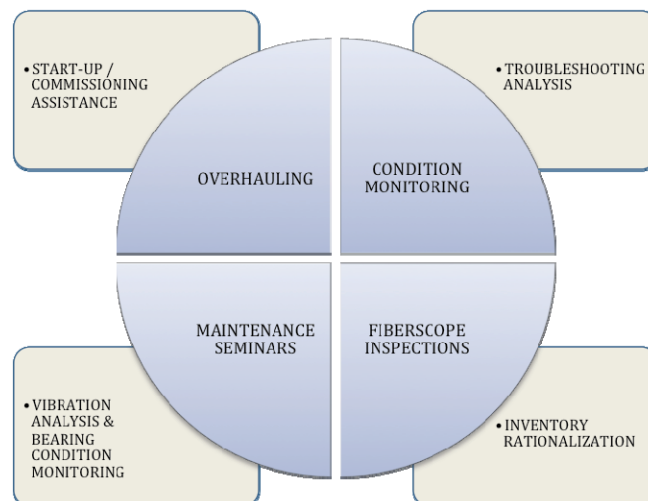 •START-UP /
COMMISSIONING
ASSISTANCE
•TROUBLESHOOTING
ANALYSIS
OVERHAULING
CONDITION
MONITORING
MAINTENANCE
SEMINARS
FIBERSCOPE
INSPECTIONS
•VIBRATION
ANALYSIS &
BEARING
CONDITION
MONITORING
•INVENTORY
RATIONALIZATION